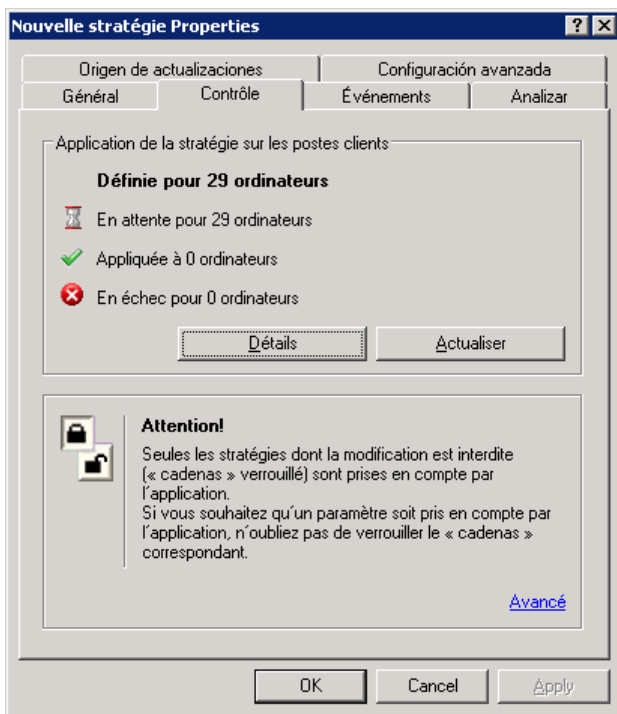 Nouvelle stratégie Properties
Origen de actualizaciones
Configuración avanzada
Général
Contrôle
Événements
Analizar
Application de la stratégie sur les postes clients
Définie pour 29 ordinateurs
En attente pour 29 ordinateurs
Appliquée à 0 ordinateurs
En échec pour 0 ordinateurs
Détails
Actualiser
Attention!
Seules les stratégies dont la modification est interdite
(« cadenas » verrouillé) sont prises en compte par
l'application.
Si vous souhaitez qu'un paramètre soit pris en compte par
l'application, n'oubliez pas de verrouiller le « cadenas »
correspondant.
Avancé
OK
Cancel
Apply